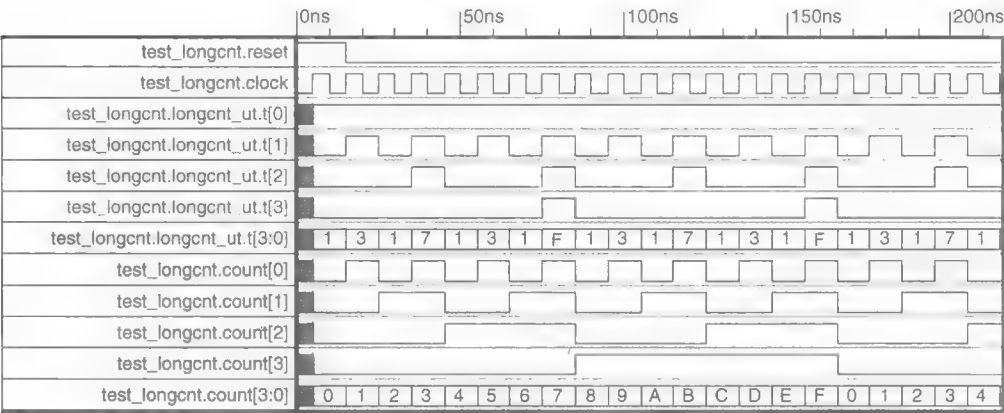 0ns 50ns 100ns 150ns 200ns
test_longcnt.reset
test_longcnt.clock
test_longcnt.longcnt_ut.t[0]
test_longcnt.longcnt_ut.t[1]
test_longcnt.longcnt_ut.t[2]
test_longcnt.longcnt_ut.t[3]
test_longcnt.longcnt_ut.t[3:0] 1 3 1 7 1 3 1 F 1 3 1 7 1 3 1 F 1 3 1 7 1
test_longcnt.count[0]
test_longcnt.count[1]
test_longcnt.count[2]
test_longcnt.count[3]
test_longcnt.count[3:0] 0 1 2 3 4 5 6 7 8 9 A B C D E F 0 1 2 3 4